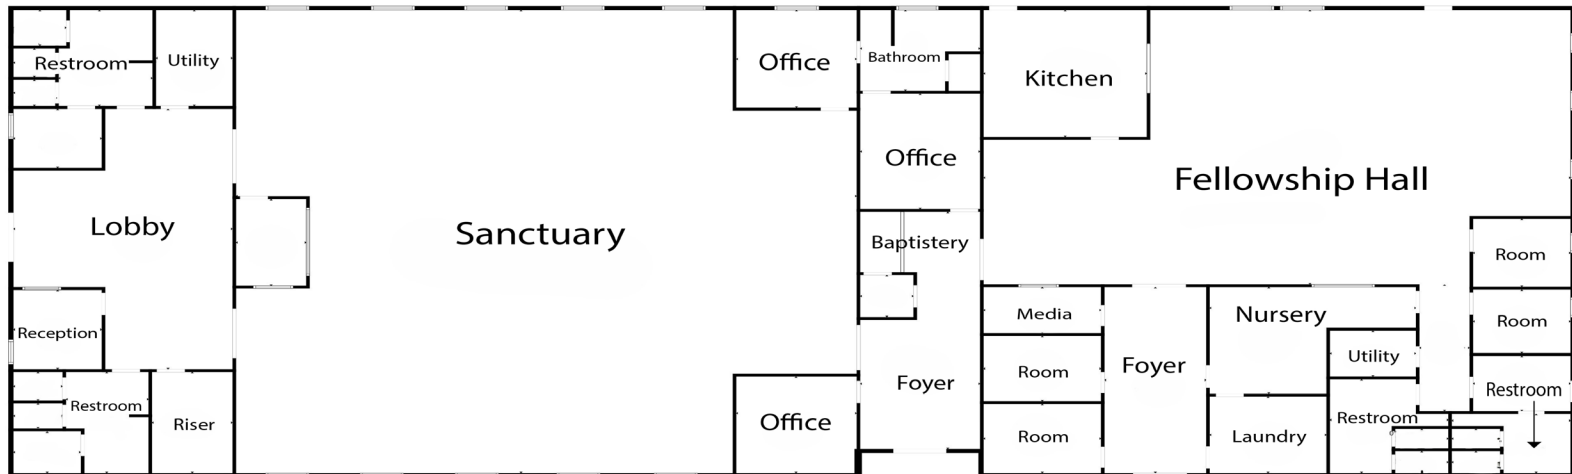 Restroom
Utility
Office
Bathroom
Kitchen
Office
Fellowship Hall
Lobby
Sanctuary
Baptistery
Room
Reception
Media
Nursery
Room
Room
Foyer
Utility
Foyer
Restroom
Restroom
Riser
Office
Room
Laundry
Restroom